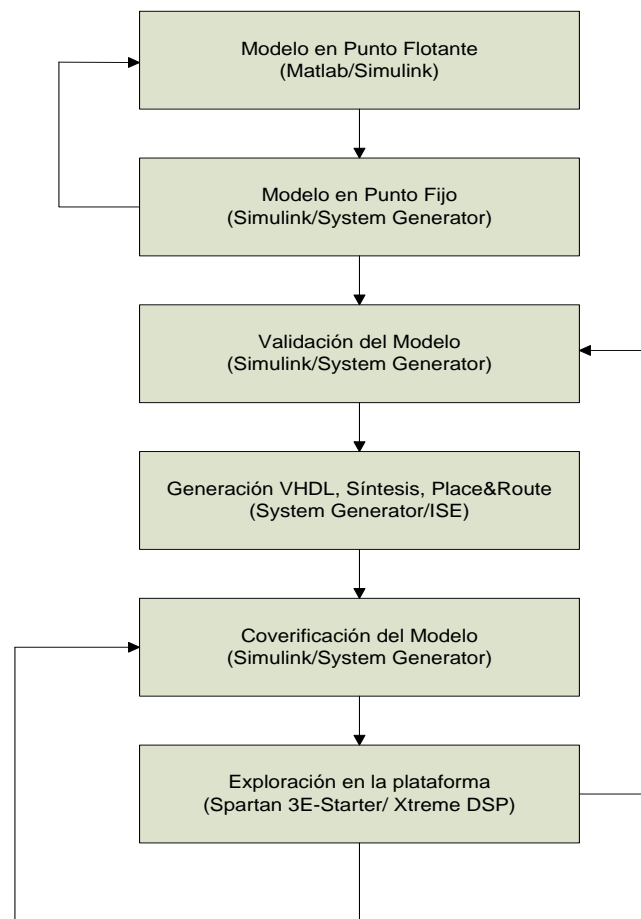 Modelo en Punto Flotante
(Matlab/Simulink)
Modelo en Punto Fijo
(Simulink/System Generator)
Validación del Modelo
(Simulink/System Generator)
Generación VHDL, Síntesis, Place&Route
(System Generator/ISE)
Coverificación del Modelo
(Simulink/System Generator)
Exploración en la plataforma
(Spartan 3E-Starter/ Xtreme DSP)